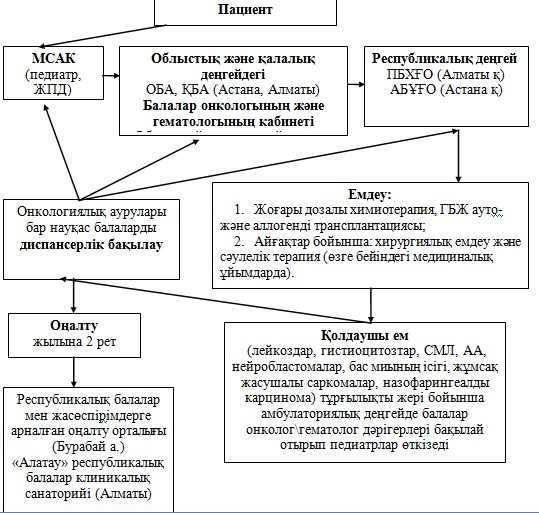 Пациент
МСАК
(педиатр,
ЖПД)
Облыстық және қалалық
деңгейдегі
ОБА, ҚБА (Астана, Алматы)
Балалар онкологының және
гематологының кабинеті
Республикалық деңгей
ПБХҒО (Алматы қ)
АБҰҒО (Астана қ)
Онкологиялық аурулары
бар науқас балаларды
диспансерлік бақылау
Емдеу:
1. Жоғары дозалы химиотерапия, ГБЖ ауто-
және аллогенді трансплантациясы;
2. Айғақтар бойынша: хирургиялық емдеу және
сәулелік терапия (өзге бейіндегі медициналық
ұйымдарда).
Оңалту
жылына 2 рет
Қолдаушы ем
(лейкоздар, гистиоцитозтар, СМЛ, АА,
нейробластомалар, бас миының ісігі, жұмсақ
жасушалы саркомалар, назофарингеалды
карцинома) тұрғылықты жері бойынша
амбулаториялық деңгейде балалар
онколог\гематолог дәрігерлері бақылай
отырып педиатрлар өткізеді
Республикалық балалар
мен жасөспірімдерге
арналған оңалту орталығы
(Бурабай а.)
«Алатау» республикалық
балалар клиникалық
санаторийі (Алматы)